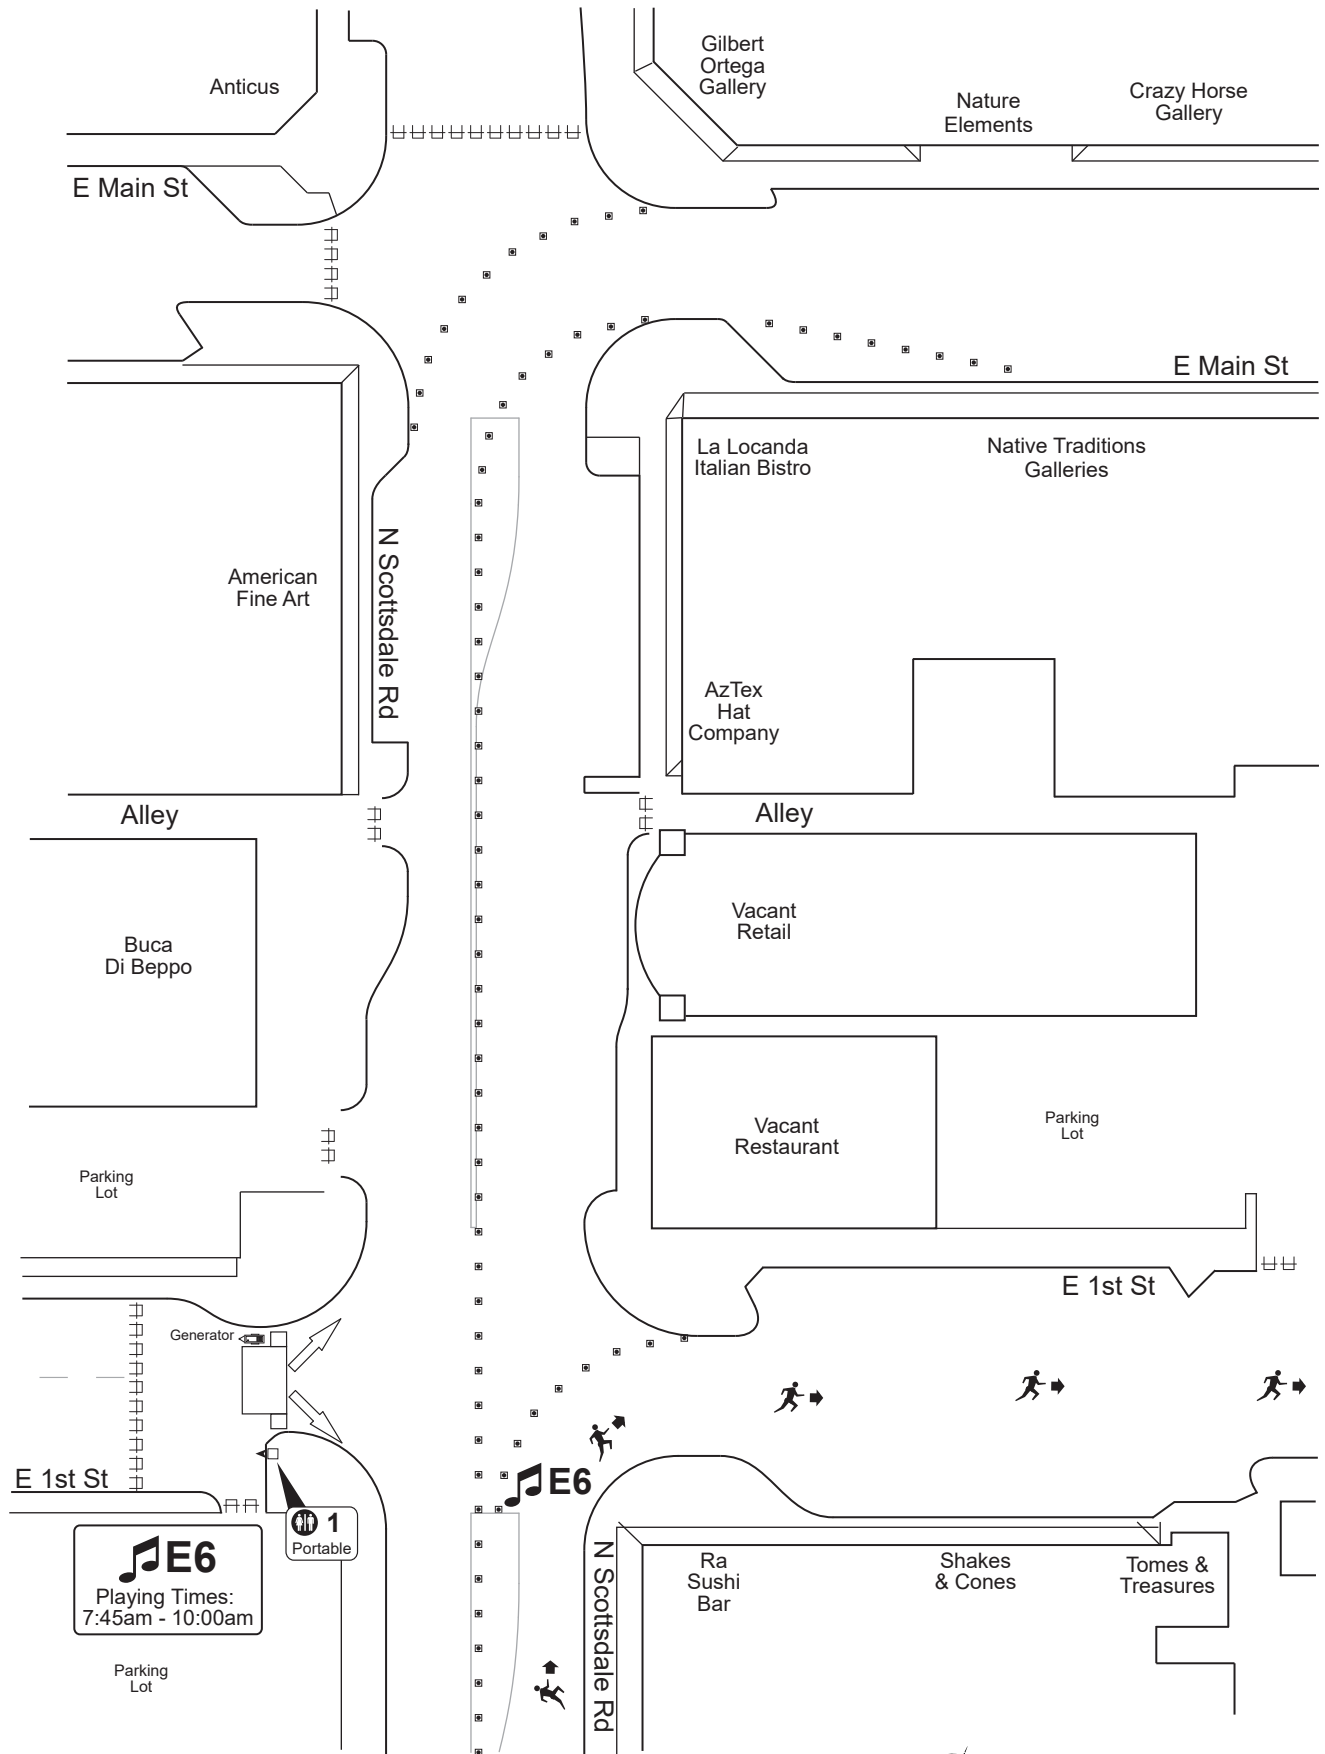 Gilbert
Ortega
Gallery
Anticus
Nature
Elements
Crazy Horse
Gallery
E Main St
E Main St
La Locanda
Italian Bistro
Native Traditions
Galleries
N Scottsdale Rd
American
Fine Art
AzTex
Hat
Company
Alley
Alley
Vacant
Retail
Buca
Di Beppo
Vacant
Restaurant
Parking
Lot
Parking
Lot
E 1st St
Generator
E 1st St
E6
1
Portable
E6
Playing Times:
7:45am - 10:00am
N Scottsdale Rd
Ra
Sushi
Bar
Shakes
& Cones
Tomes &
Treasures
Parking
Lot